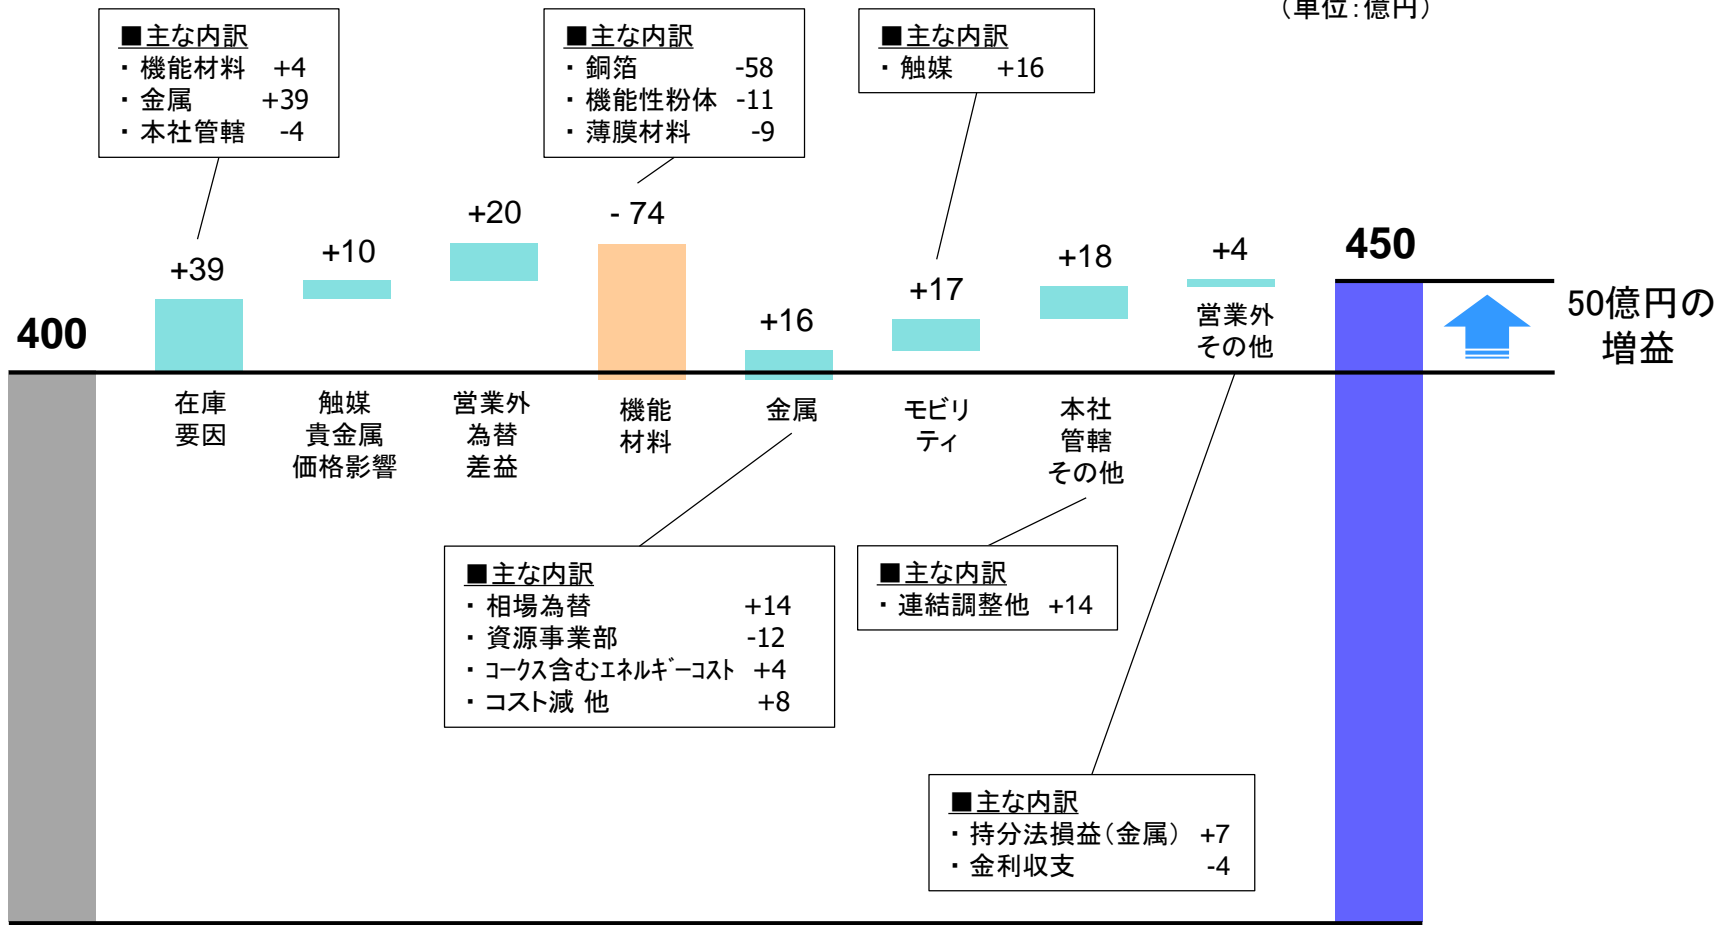 （単位：億円）
■主な内訳
・機能材料 +4
・金属 +39
・本社管轄 -4
■主な内訳
・銅箔 -58
・機能性粉体 -11
・薄膜材料 -9
■主な内訳
・触媒 +16
400
+39
+10
+20
- 74
+16
+17
+18
+4
450
50億円の
増益
在庫
要因
触媒
貴金属
価格影響
営業外
為替
差益
機能
材料
金属
モビリ
ティ
本社
管轄
その他
営業外
その他
■主な内訳
・相場為替 +14
・資源事業部 -12
・コークス含むエネルギーコスト +4
・コスト減 他 +8
■主な内訳
・連結調整他 +14
■主な内訳
・持分法損益（金属） +7
・金利収支 -4